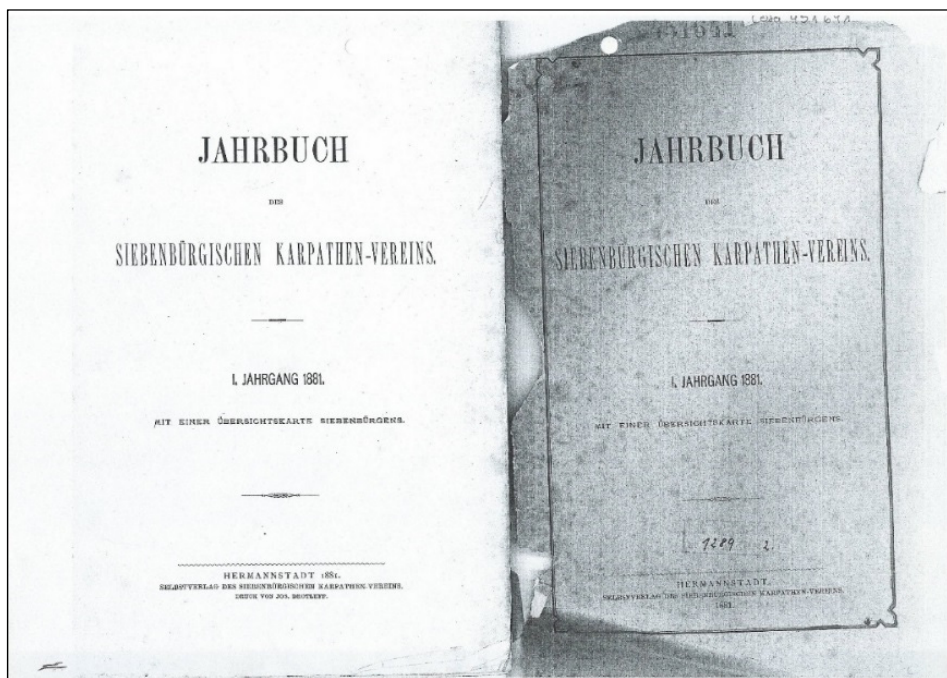 JAHRBUCH
DES
SIEBENBÜRGISCHEN KARPATHEN-VEREINS.
I. JAHRGANG 1881.
MIT EINER ÜBERSICHTSKARTE SIEBENBÜRGENS.
HERMANNSTADT 1881.
SELBSTVERLAG DES SIEBENBÜRGISCHEN KARPATHEN-VEREINS.
DRUCK VON JOS. DROTLEFF.
JAHRBUCH
DES
SIEBENBÜRGISCHEN KARPATHEN-VEREINS.
I. JAHRGANG 1881.
MIT EINER ÜBERSICHTSKARTE SIEBENBÜRGENS.
1289 2.
HERMANNSTADT.
SELBSTVERLAG DES SIEBENBÜRGISCHEN KARPATHEN-VEREINS.
1881.